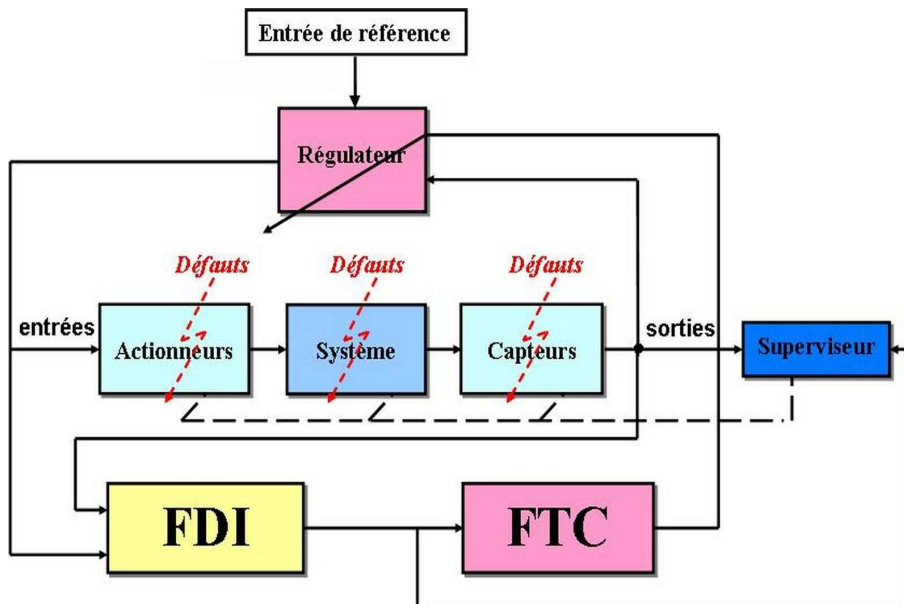 Entrée de référence
Régulateur
Défauts
Défauts
Défauts
entrées
Actionneurs
Système
Capteurs
sorties
Superviseur
FDI
FTC